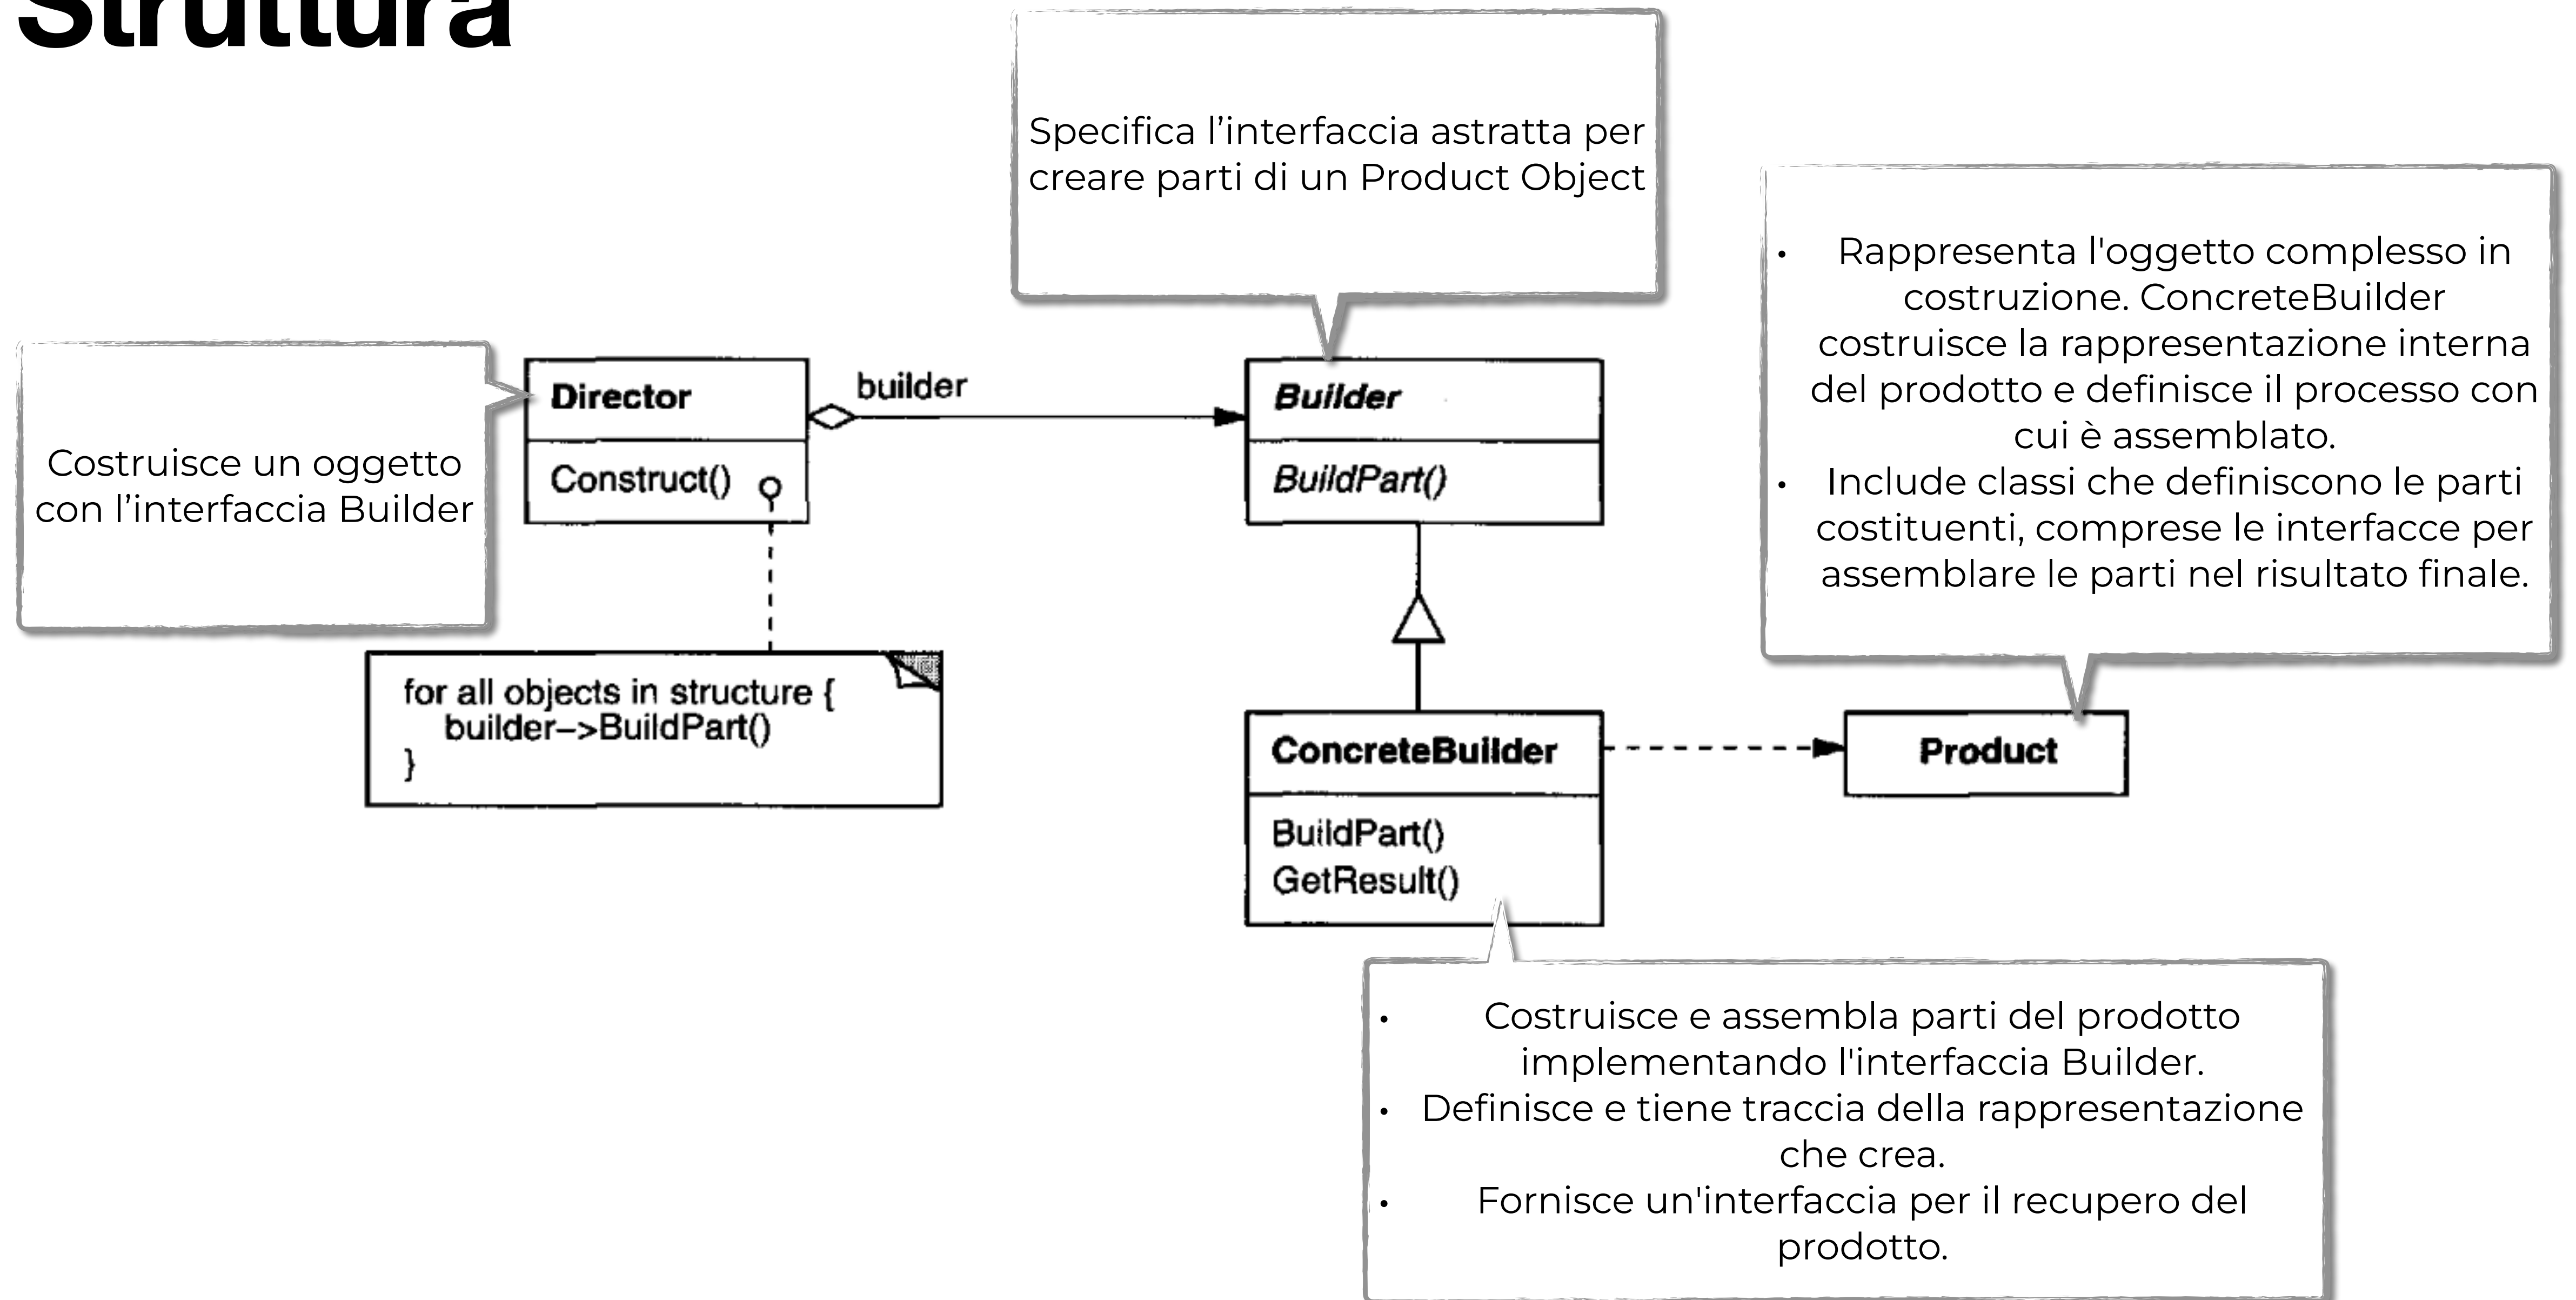 Struttura
Specifica l’interfaccia astratta per
creare parti di un Product Object
• Rappresenta l'oggetto complesso in
costruzione. ConcreteBuilder
costruisce la rappresentazione interna
del prodotto e definisce il processo con
cui è assemblato.
• Include classi che definiscono le parti
costituenti, comprese le interfacce per
assemblare le parti nel risultato finale.
Costruisce un oggetto
con l’interfaccia Builder
Director
Construct()
builder
Builder
BuildPart()
for all objects in structure {
builder–>BuildPart()
}
ConcreteBuilder
BuildPart()
GetResult()
Product
• Costruisce e assembla parti del prodotto
implementando l'interfaccia Builder.
• Definisce e tiene traccia della rappresentazione
che crea.
• Fornisce un'interfaccia per il recupero del
prodotto.